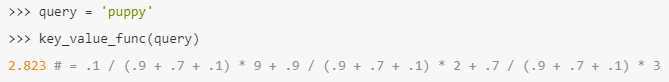 >>> query = 'puppy'
>>> key_value_func(query)
2.823 # = .1 / (.9 + .7 + .1) * 9 + .9 / (.9 + .7 + .1) * 2 + .7 / (.9 + .7 + .1) * 3